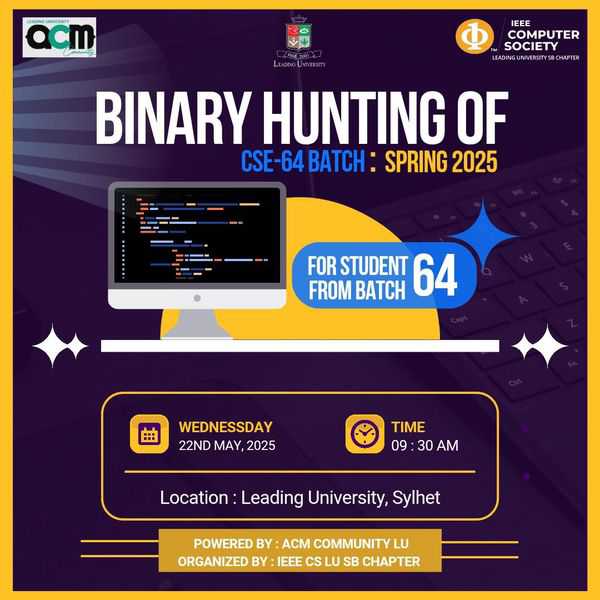 LEADING UNIVERSITY
acm
Community
LEADING UNIVERSITY
IEEE
COMPUTER
SOCIETY
LEADING UNIVERSITY SB CHAPTER
BINARY HUNTING OF
CSE-64 BATCH : SPRING 2025
FOR STUDENT
FROM BATCH 64
WEDNESSDAY
22ND MAY, 2025
TIME
09 : 30 AM
Location : Leading University, Sylhet
POWERED BY : ACM COMMUNITY LU
ORGANIZED BY : IEEE CS LU SB CHAPTER